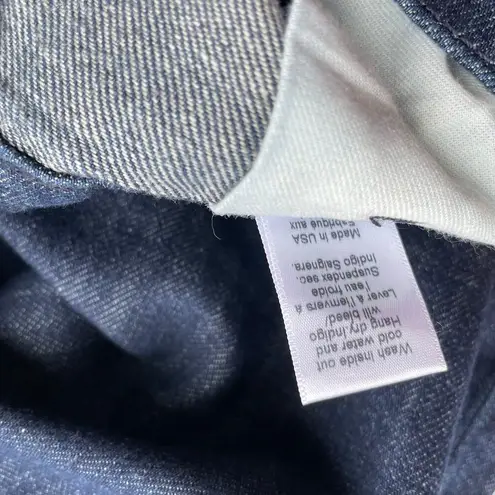 Wash inside out
cold water and
Hang dry./Indigo
will bleed/
Laver à l'envers à
l'eau froide
Suspendex sec.
Indigo Saignera.
Made in USA
Fabriqué aux